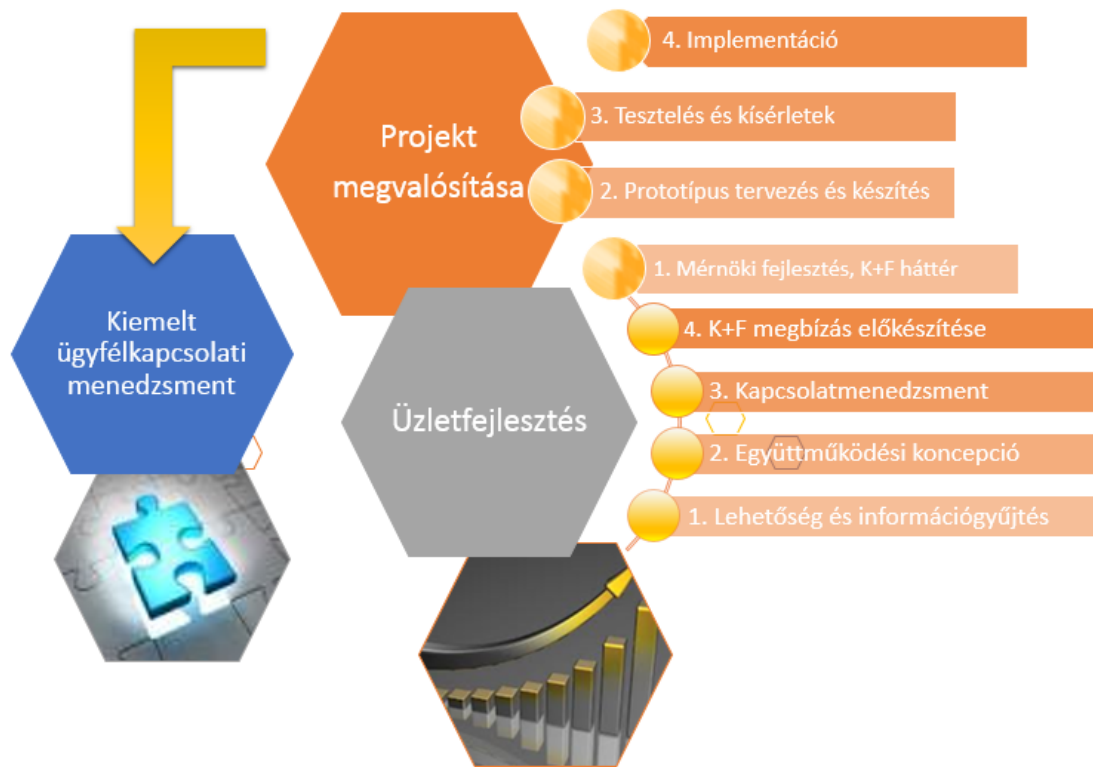 4. Implementáció
3. Tesztelés és kísérletek
Projekt
megvalósítása
2. Prototípus tervezés és készítés
1. Mérnöki fejlesztés, K+F háttér
Kiemelt
ügyfélkapcsolati
menedzsment
4. K+F megbízás előkészítése
3. Kapcsolatmenedzsment
Üzletfejlesztés
2. Együttműködési koncepció
1. Lehetőség és információgyűjtés